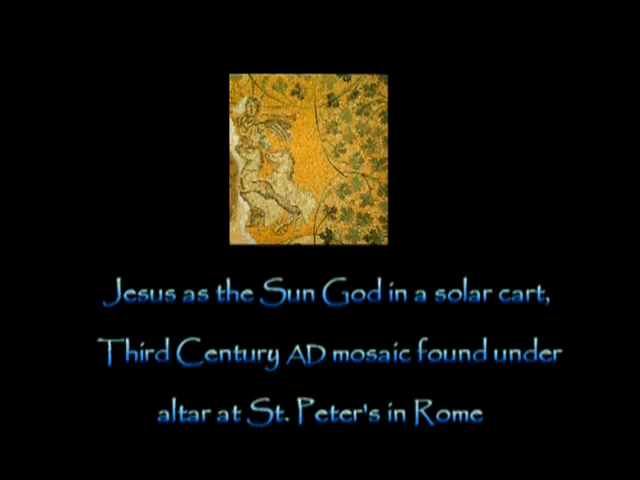 Jesus as the Sun God in a solar cart,
Third Century AD mosaic found under
altar at St. Peter's in Rome